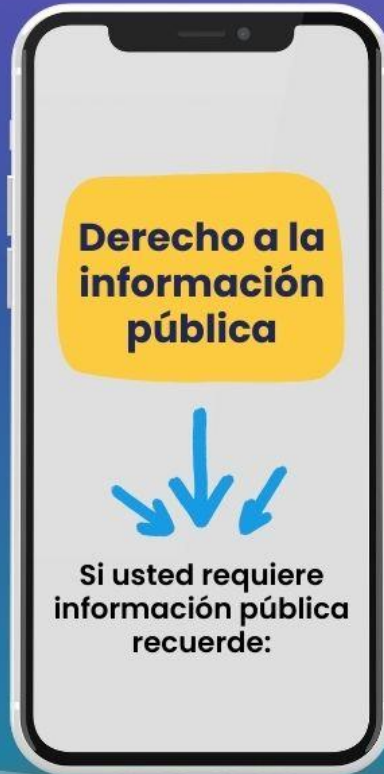 Derecho a la
información
pública
Si usted requiere
información pública
recuerde: